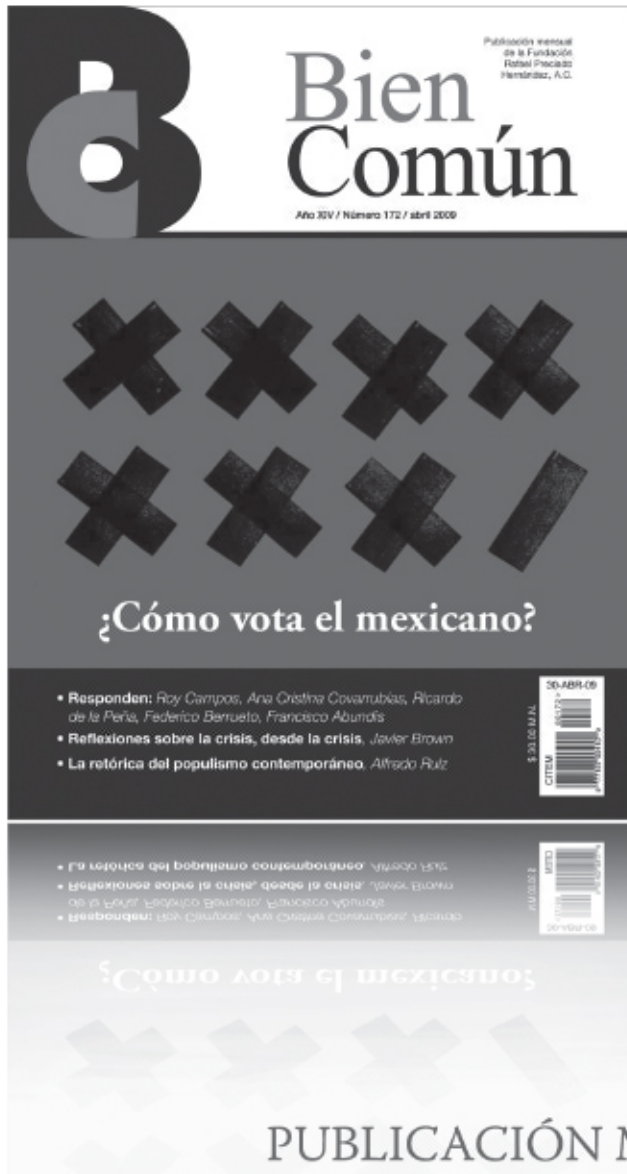 Publicación mensual
de la Fundación
Rafael Preciado
Hernández, A.C.
Bien
Común
Año XIV / Número 172 / abril 2009
¿Cómo vota el mexicano?
• Responden: Roy Campos, Ana Cristina Covarrubias, Ricardo
de la Peña, Federico Berrueto, Francisco Abundis
• Reflexiones sobre la crisis, desde la crisis, Javier Brown
• La retórica del populismo contemporáneo, Alfredo Ruiz
30-ABR-09
$ 30.00 M.N.
CITEM
PUBLICACIÓN M